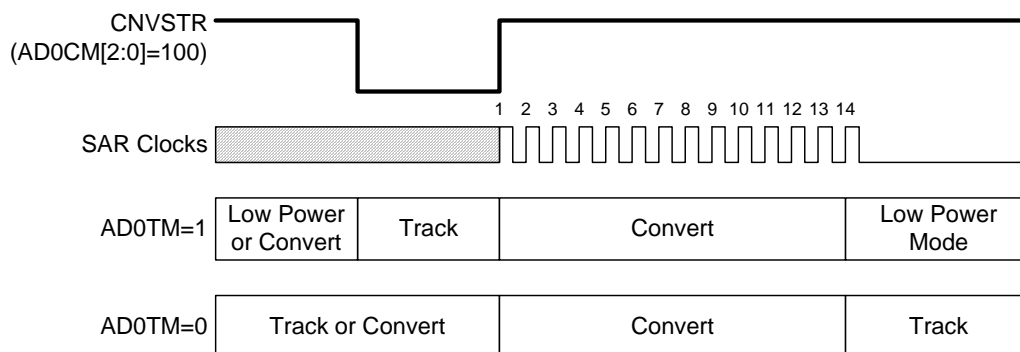 CNVSTR
(AD0CM[2:0]=100)
1 2 3 4 5 6 7 8 9 10 11 12 13 14
SAR Clocks
AD0TM=1
Low Power
or Convert
Track
Convert
Low Power
Mode
AD0TM=0
Track or Convert
Convert
Track